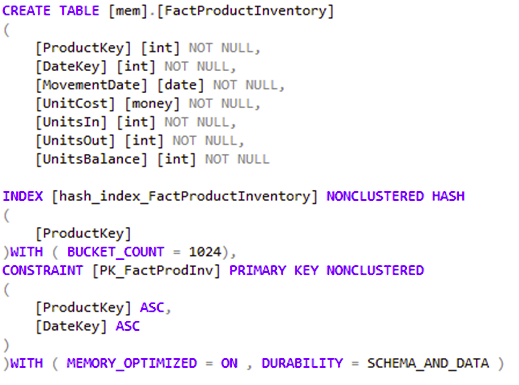 CREATE TABLE [mem].[FactProductInventory]
(
    [ProductKey] [int] NOT NULL,
    [DateKey] [int] NOT NULL,
    [MovementDate] [date] NOT NULL,
    [UnitCost] [money] NOT NULL,
    [UnitsIn] [int] NOT NULL,
    [UnitsOut] [int] NOT NULL,
    [UnitsBalance] [int] NOT NULL

INDEX [hash_index_FactProductInventory] NONCLUSTERED HASH
(
    [ProductKey]
)WITH ( BUCKET_COUNT = 1024),
CONSTRAINT [PK_FactProdInv] PRIMARY KEY NONCLUSTERED
(
    [ProductKey] ASC,
    [DateKey] ASC
)
)WITH ( MEMORY_OPTIMIZED = ON , DURABILITY = SCHEMA_AND_DATA )